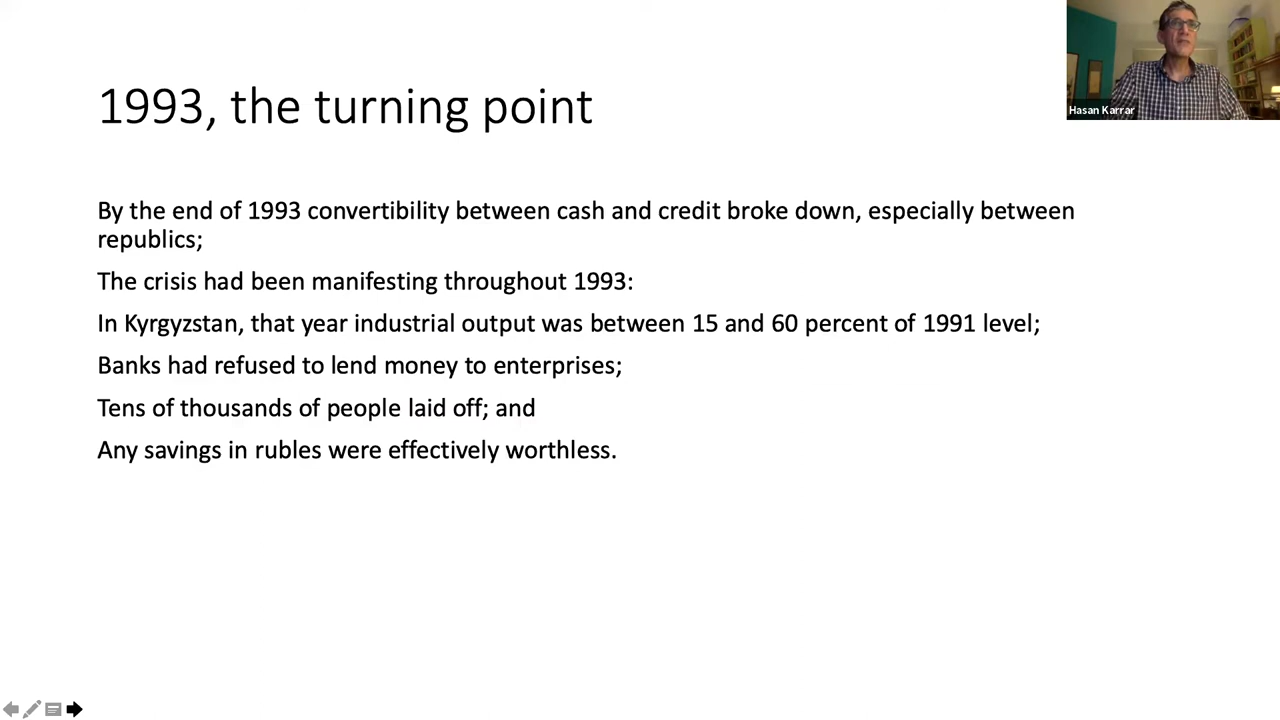 Hasan Karrar
1993, the turning point
By the end of 1993 convertibility between cash and credit broke down, especially between
republics;
The crisis had been manifesting throughout 1993:
In Kyrgyzstan, that year industrial output was between 15 and 60 percent of 1991 level;
Banks had refused to lend money to enterprises;
Tens of thousands of people laid off; and
Any savings in rubles were effectively worthless.